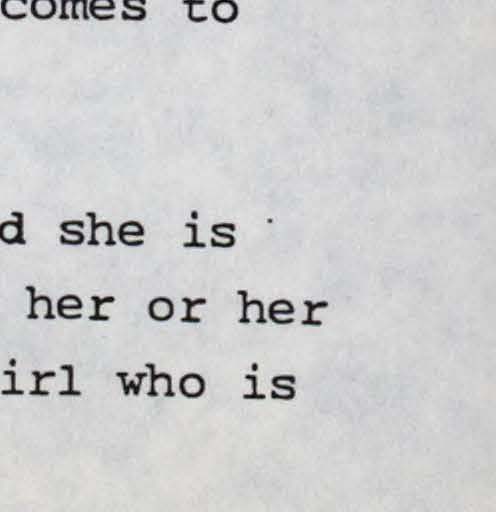 comes to
d she is
her or her
irl who is